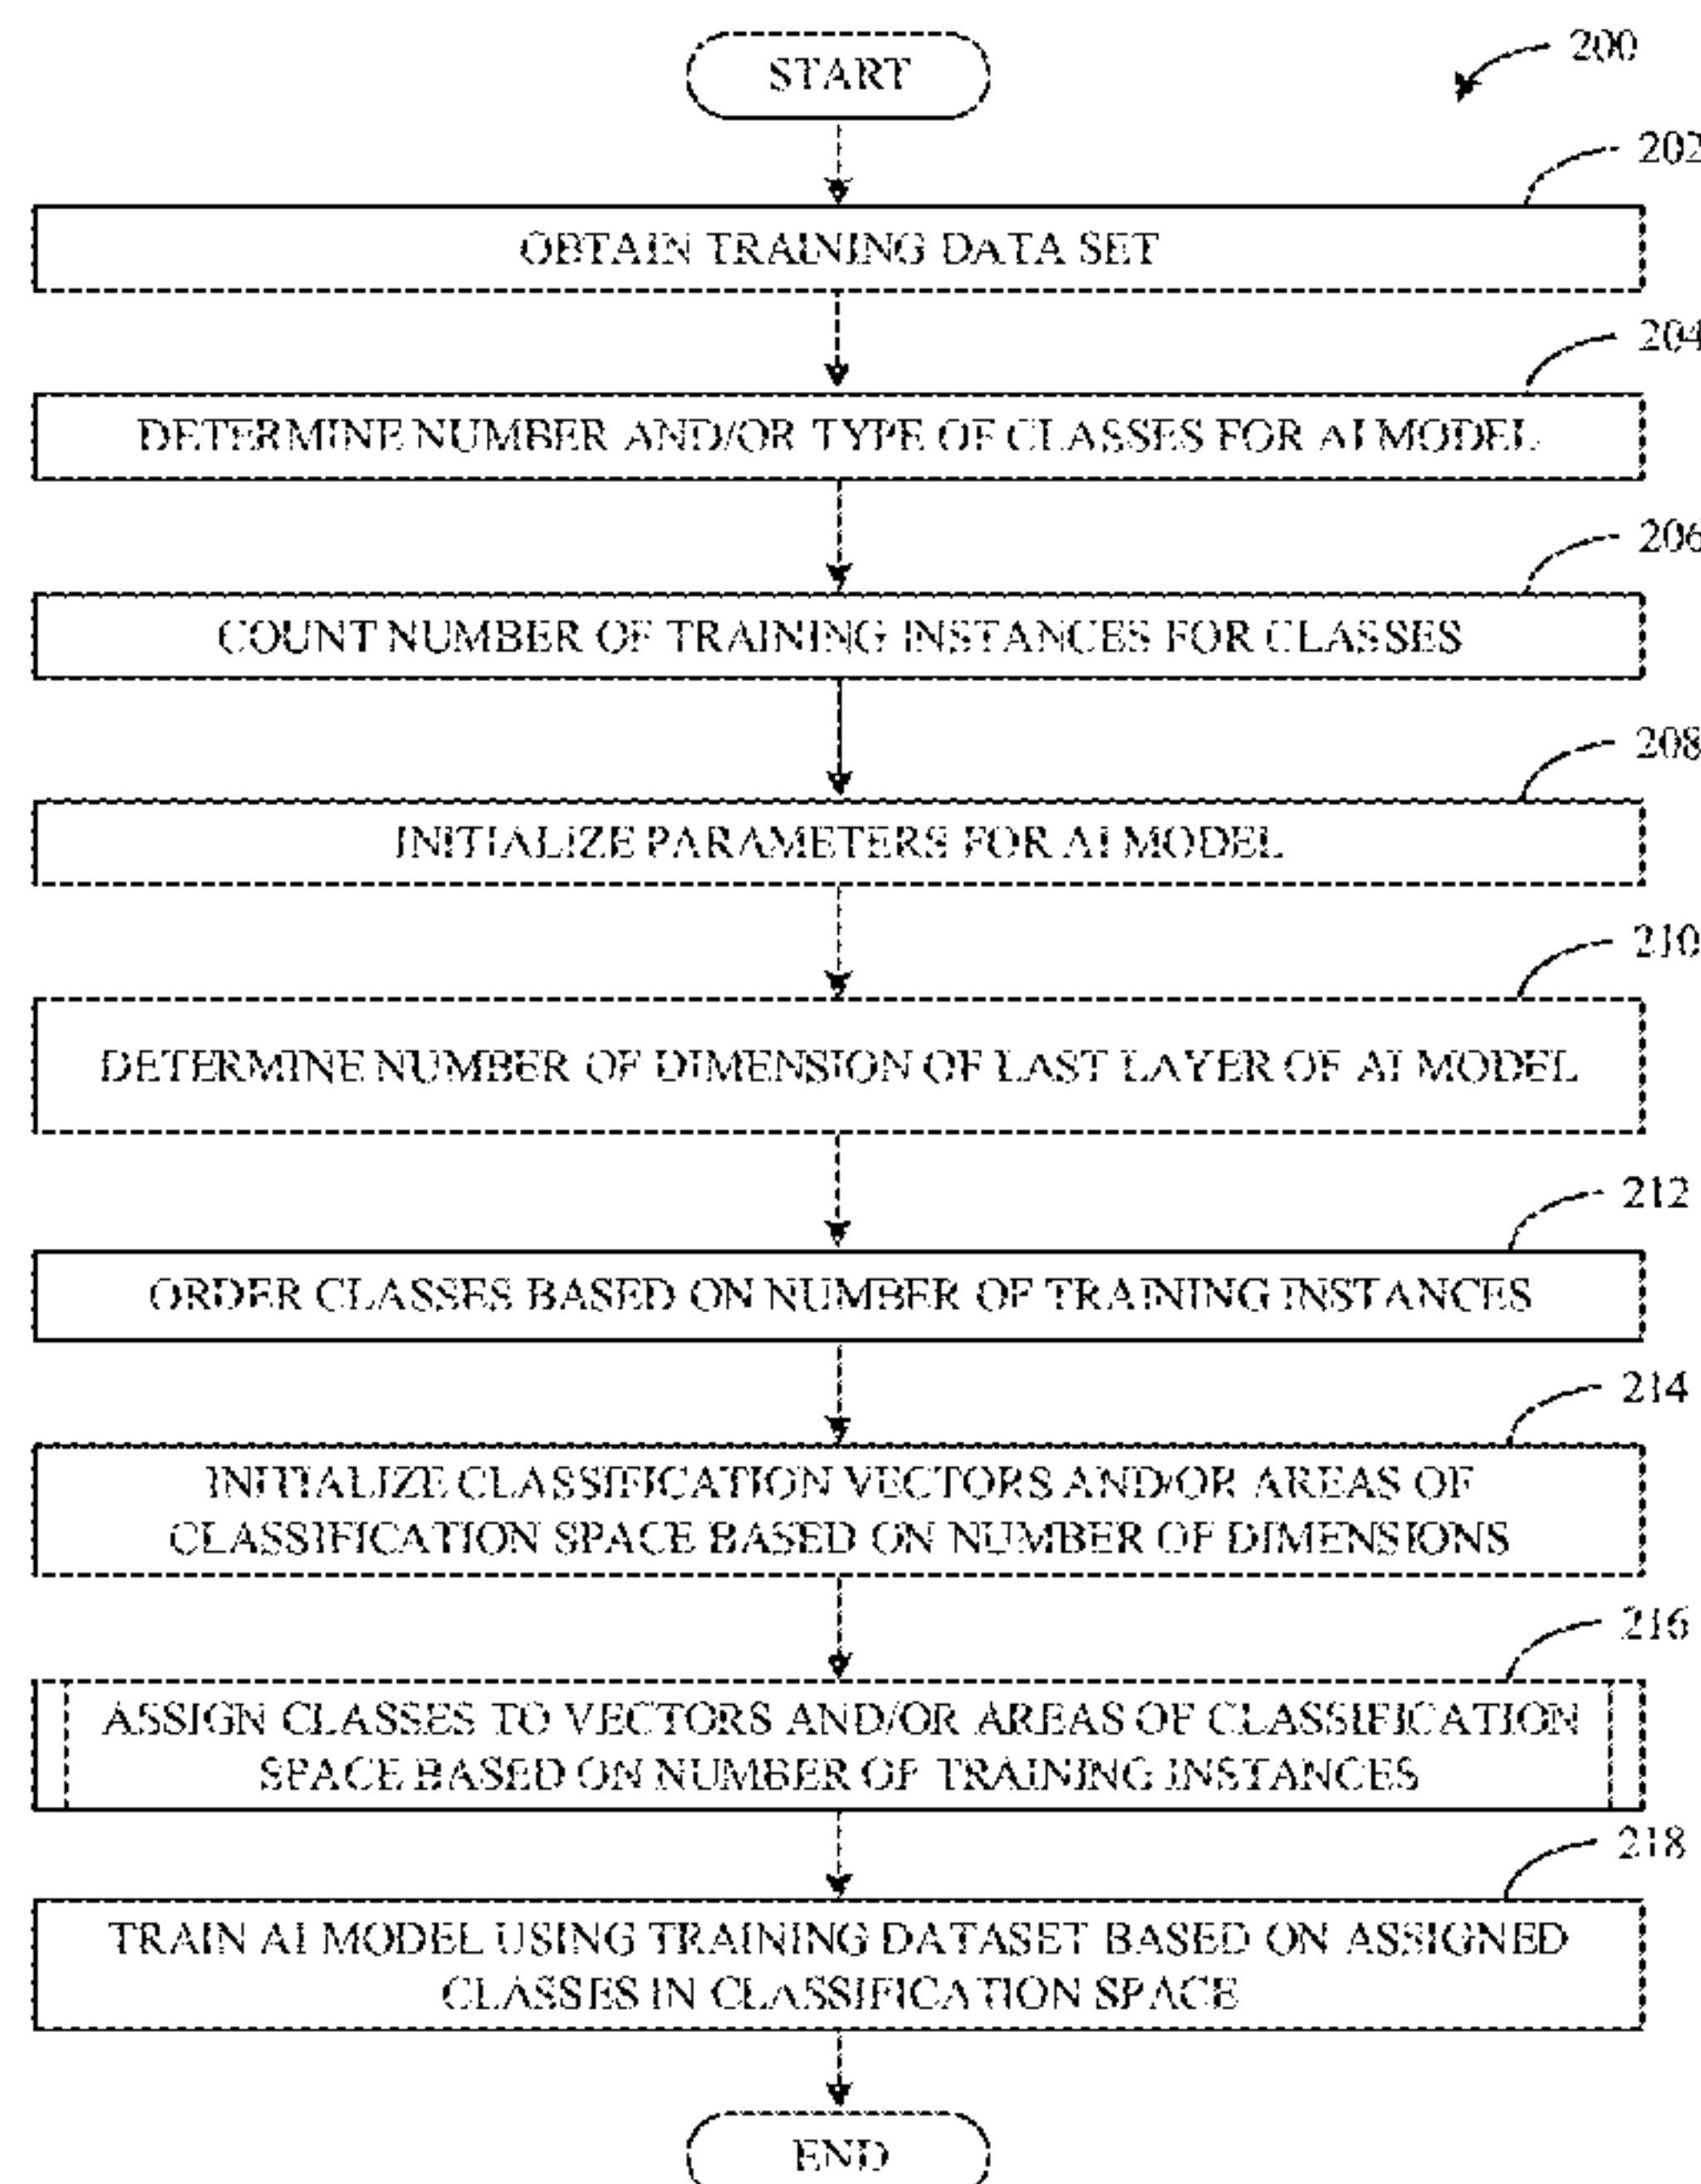 START
200
202
OBTAIN TRAINING DATA SET
204
DETERMINE NUMBER AND/OR TYPE OF CLASSES FOR AI MODEL
206
COUNT NUMBER OF TRAINING INSTANCES FOR CLASSES
208
INITIALIZE PARAMETERS FOR AI MODEL
210
DETERMINE NUMBER OF DIMENSION OF LAST LAYER OF AI MODEL
212
ORDER CLASSES BASED ON NUMBER OF TRAINING INSTANCES
214
INITIALIZE CLASSIFICATION VECTORS AND/OR AREAS OF
CLASSIFICATION SPACE BASED ON NUMBER OF DIMENSIONS
216
ASSIGN CLASSES TO VECTORS AND/OR AREAS OF CLASSIFICATION
SPACE BASED ON NUMBER OF TRAINING INSTANCES
218
TRAIN AI MODEL USING TRAINING DATASET BASED ON ASSIGNED
CLASSES IN CLASSIFICATION SPACE
END